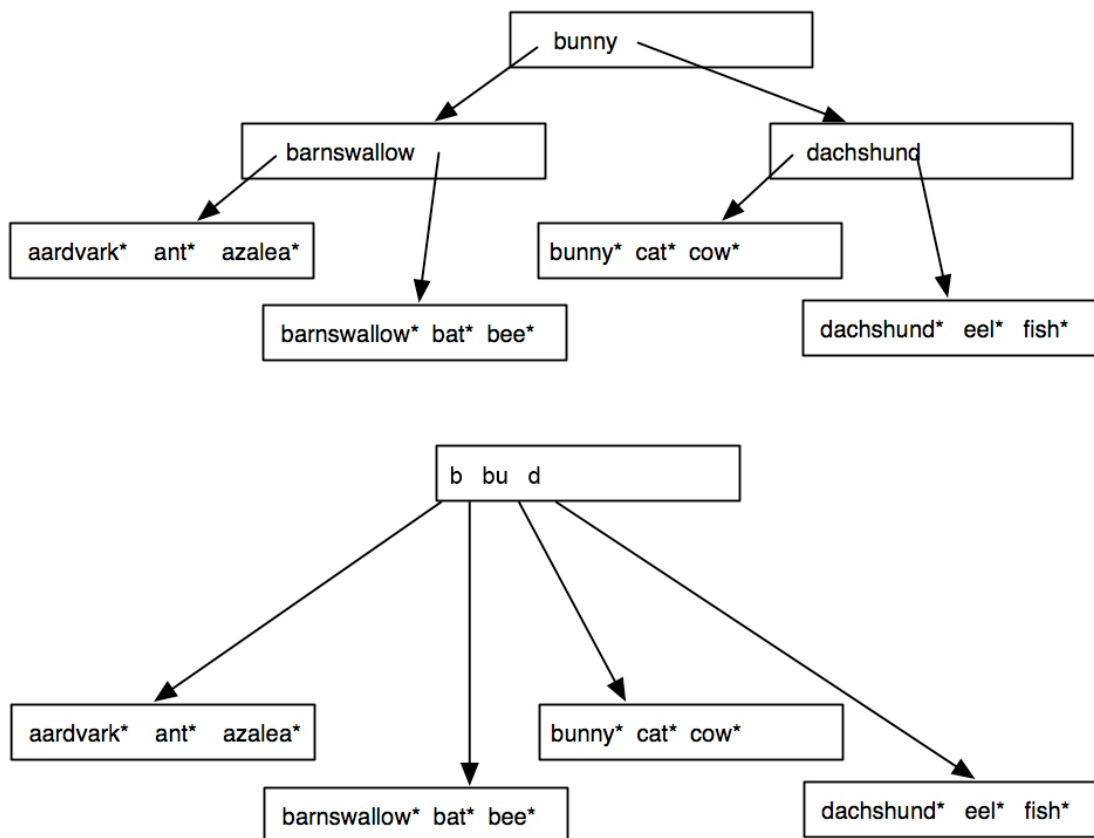 bunny
barnswallow dachshund
aardvark* ant* azalea* bunny* cat* cow*
barnswallow* bat* bee* dachshund* eel* fish*
b bu d
aardvark* ant* azalea* bunny* cat* cow*
barnswallow* bat* bee* dachshund* eel* fish*